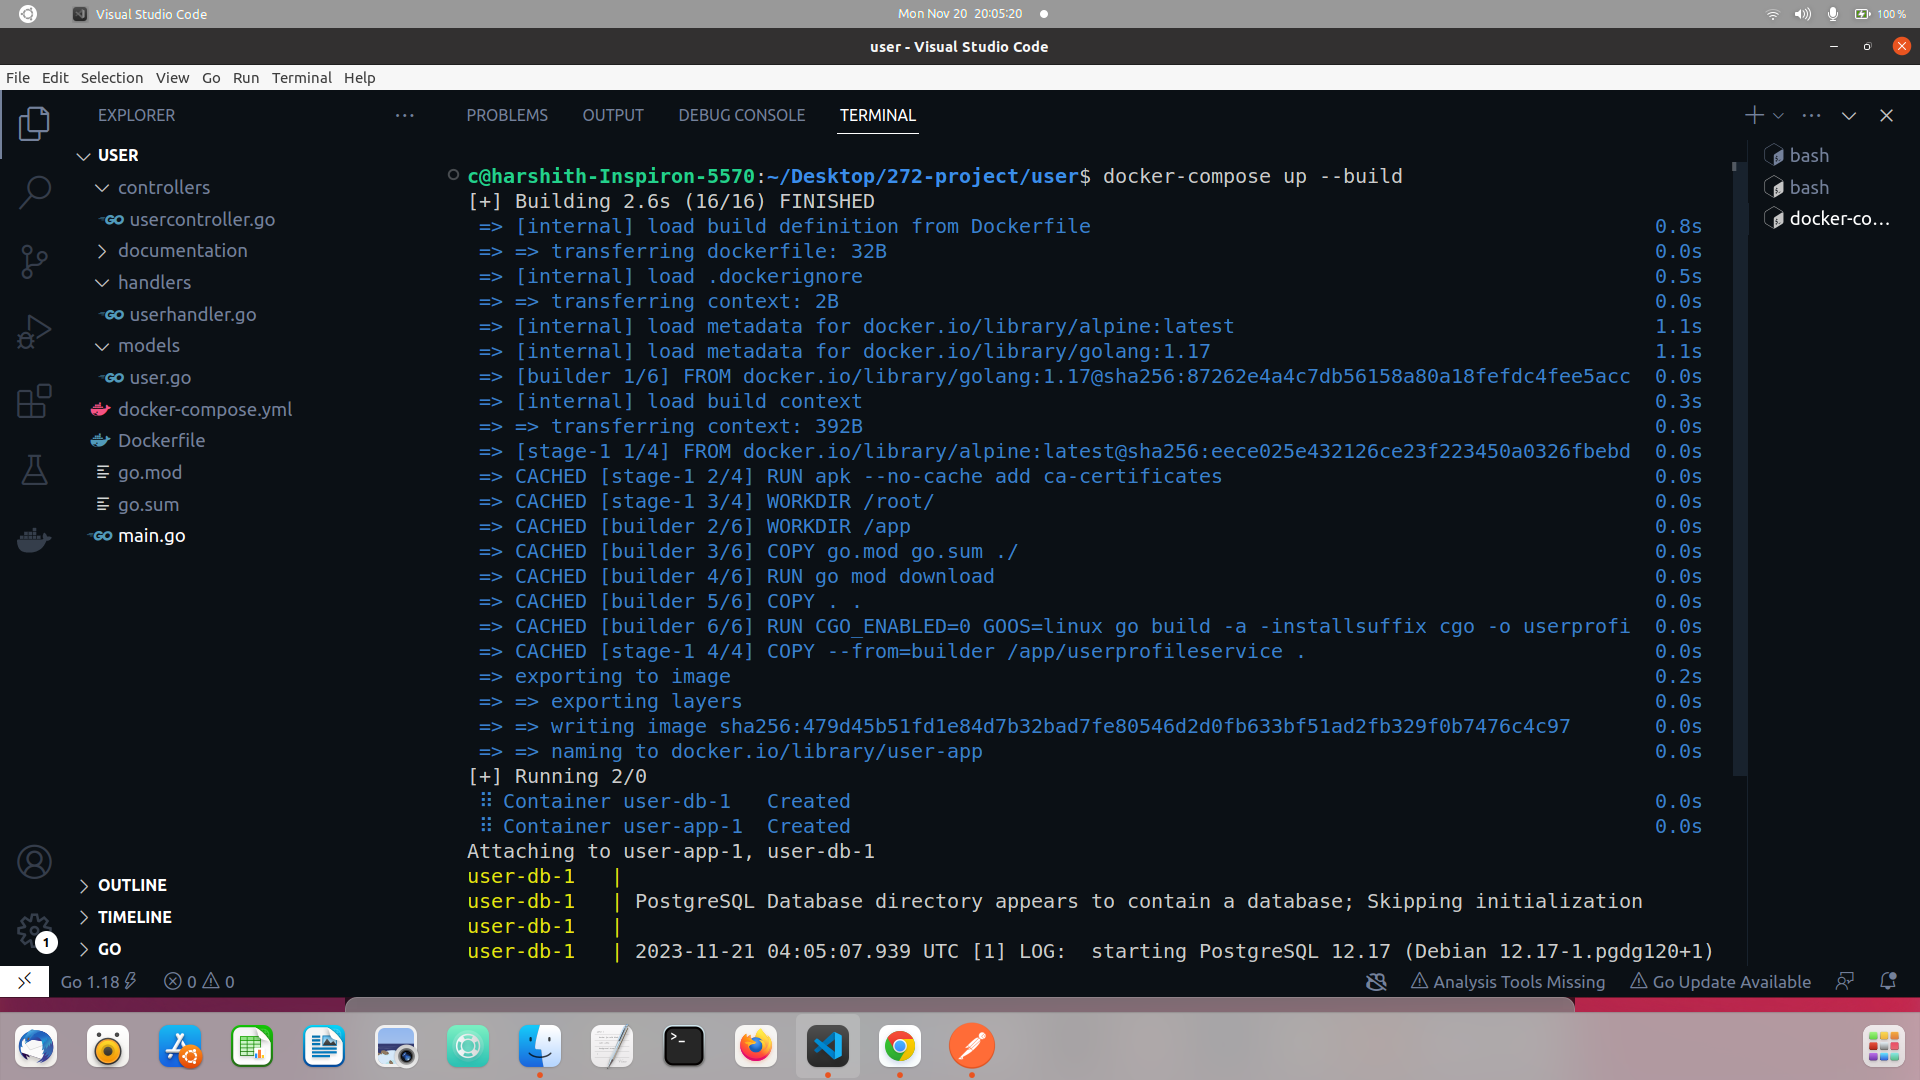 Visual Studio Code
Mon Nov 20 20:05:20
100 %
user - Visual Studio Code
File Edit Selection View Go Run Terminal Help
EXPLORER
PROBLEMS OUTPUT DEBUG CONSOLE TERMINAL
USER
controllers
usercontroller.go
documentation
handlers
userhandler.go
models
user.go
docker-compose.yml
Dockerfile
go.mod
go.sum
main.go
OUTLINE
TIMELINE
GO
c@harshith-Inspiron-5570:~/Desktop/272-project/user$ docker-compose up --build
[+] Building 2.6s (16/16) FINISHED
=> [internal] load build definition from Dockerfile 0.8s
=> => transferring dockerfile: 32B 0.0s
=> [internal] load .dockerignore 0.5s
=> => transferring context: 2B 0.0s
=> [internal] load metadata for docker.io/library/alpine:latest 1.1s
=> [internal] load metadata for docker.io/library/golang:1.17 1.1s
=> [builder 1/6] FROM docker.io/library/golang:1.17@sha256:87262e4a4c7db56158a80a18fefdc4fee5acc 0.0s
=> [internal] load build context 0.3s
=> => transferring context: 392B 0.0s
=> [stage-1 1/4] FROM docker.io/library/alpine:latest@sha256:eece025e432126ce23f223450a0326fbebd 0.0s
=> CACHED [stage-1 2/4] RUN apk --no-cache add ca-certificates 0.0s
=> CACHED [stage-1 3/4] WORKDIR /root/ 0.0s
=> CACHED [builder 2/6] WORKDIR /app 0.0s
=> CACHED [builder 3/6] COPY go.mod go.sum ./ 0.0s
=> CACHED [builder 4/6] RUN go mod download 0.0s
=> CACHED [builder 5/6] COPY . . 0.0s
=> CACHED [builder 6/6] RUN CGO_ENABLED=0 GOOS=linux go build -a -installsuffix cgo -o userprofi 0.0s
=> CACHED [stage-1 4/4] COPY --from=builder /app/userprofileservice . 0.0s
=> exporting to image 0.2s
=> => exporting layers 0.0s
=> => writing image sha256:479d45b51fd1e84d7b32bad7fe80546d2d0fb633bf51ad2fb329f0b7476c4c97 0.0s
=> => naming to docker.io/library/user-app 0.0s
[+] Running 2/0
⠿ Container user-db-1 Created 0.0s
⠿ Container user-app-1 Created 0.0s
Attaching to user-app-1, user-db-1
user-db-1 |
user-db-1 | PostgreSQL Database directory appears to contain a database; Skipping initialization
user-db-1 |
user-db-1 | 2023-11-21 04:05:07.939 UTC [1] LOG: starting PostgreSQL 12.17 (Debian 12.17-1.pgdg120+1)
bash
bash
docker-co...
1
Go 1.18 0 0
Analysis Tools Missing Go Update Available